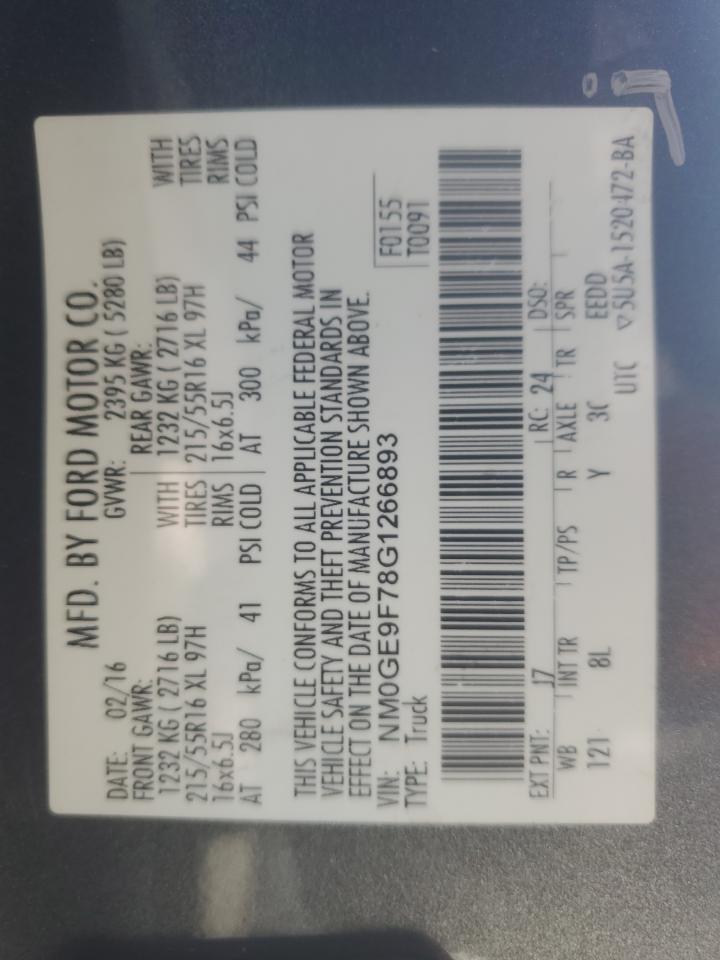 MFD. BY FORD MOTOR CO.
DATE: 02/16 GVWR: 2395 KG ( 5280 LB)
FRONT GAWR: REAR GAWR:
1232 KG ( 2716 LB) WITH 1232 KG ( 2716 LB) WITH
215/55R16 XL 97H TIRES 215/55R16 XL 97H TIRES
16x6.5J RIMS 16x6.5J RIMS
AT 280 kPa/ 41 PSI COLD AT 300 kPa/ 44 PSI COLD
THIS VEHICLE CONFORMS TO ALL APPLICABLE FEDERAL MOTOR
VEHICLE SAFETY AND THEFT PREVENTION STANDARDS IN
EFFECT ON THE DATE OF MANUFACTURE SHOWN ABOVE.
VIN: NM0GE9F78G1266893 F0155
TYPE: Truck T0091
EXT PNT: J7 RC: 24 DSO:
WB INT TR TP/PS R AXLE TR SPR
121 8L Y 3C EEDD
UTC ▽5U5A-1520472-BA